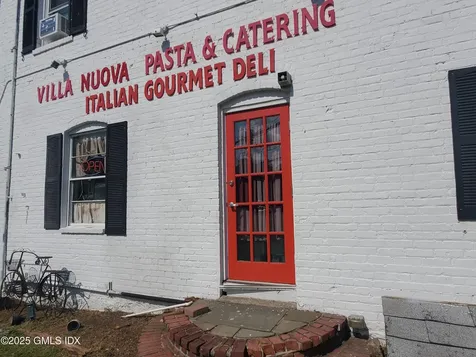 VILLA NUOVA PASTA & CATERING
ITALIAN GOURMET DELI
OPEN
©2025 GMLS IDX